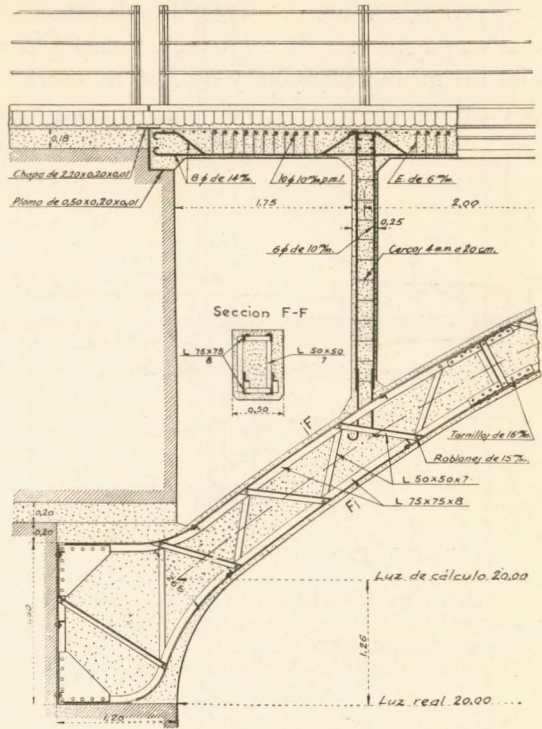 0,18
Chapa de 2,20x0,20x0,01
Plomo de 0,50x0,20x0,01
8 ϕ de 14 m/m.
10 ϕ 10 m/m p.m.l.
E. de 6 m/m.
1,75
2,00
0,25
6 ϕ de 10 m/m.
Cercos 4 m.m a 20 cm.
Seccion F-F
L 75x75
8
L 50x50
7
0,50
F
Tornillos de 16 m/m.
Roblones de 15 m/m.
L 50x50x7
L 75x75x8
F
0,20
0,20
Luz de cálculo 20,00
1,26
Luz real 20,00
1,20